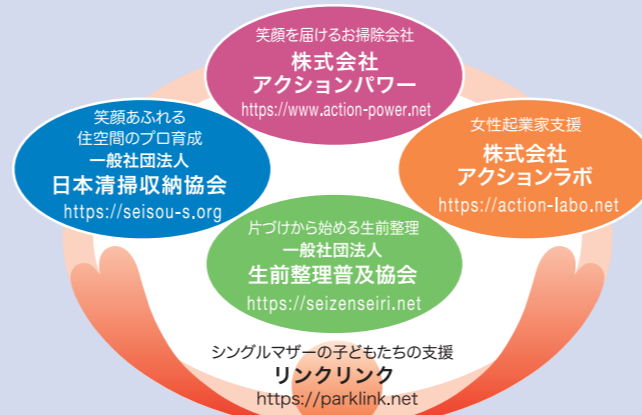 笑顔を届けるお掃除会社
株式会社
アクションパワー
https://www.action-power.net
笑顔あふれる
住空間のプロ育成
一般社団法人
日本清掃収納協会
https://seisou-s.org
女性起業家支援
株式会社
アクションラボ
https://action-labo.net
片づけから始める生前整理
一般社団法人
生前整理普及協会
https://seizenseiri.net
シングルマザーの子どもたちの支援
リンクリンク
https://parklink.net